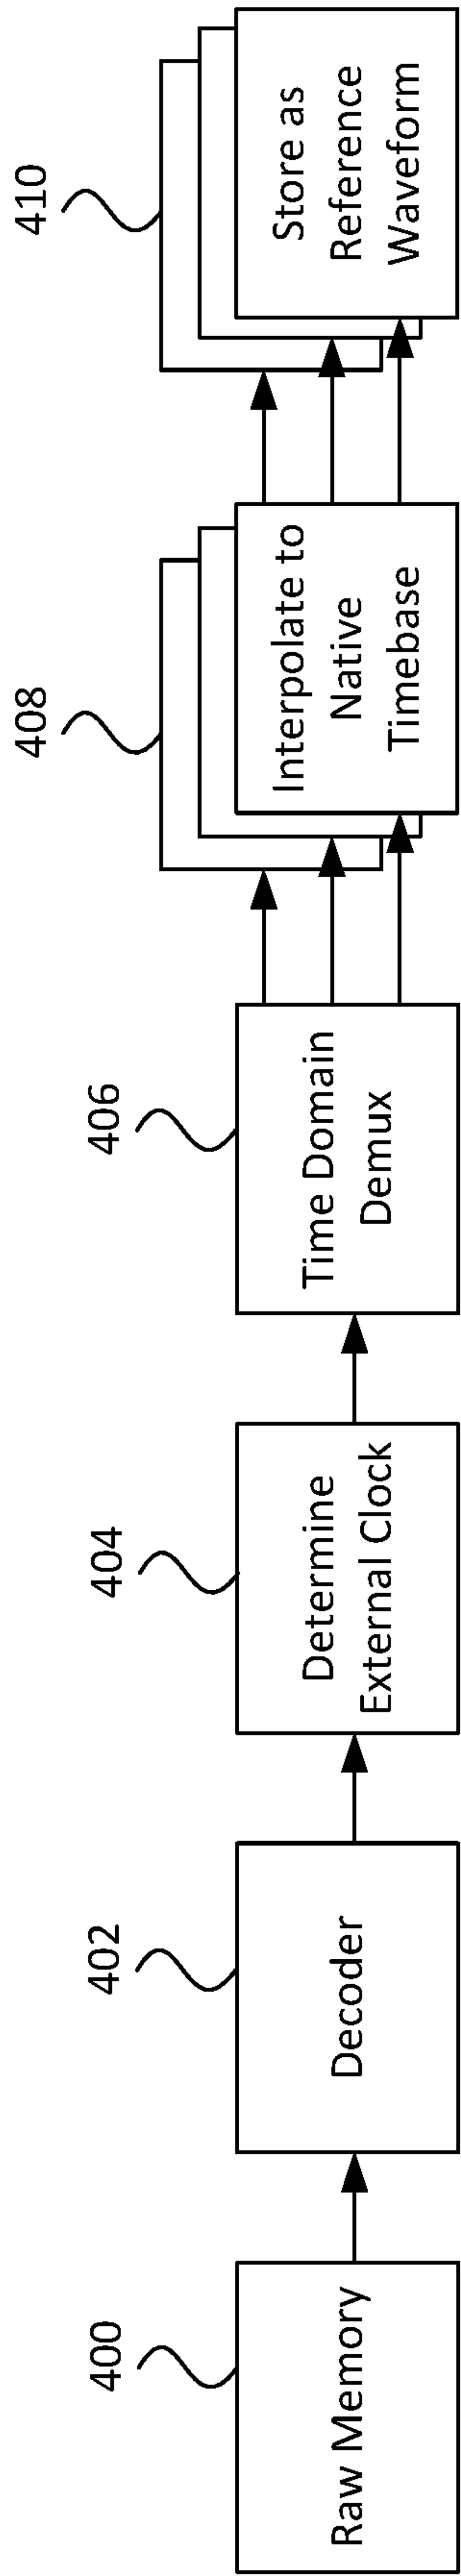 400
Raw Memory
402
Decoder
404
Determine
External Clock
406
Time Domain
Demux
408
Interpolate to
Native
Timebase
410
Store as
Reference
Waveform